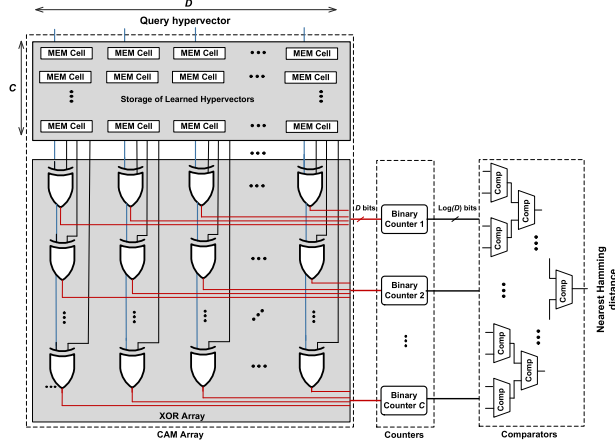 D
Query hypervector
C
MEM Cell MEM Cell MEM Cell MEM Cell
MEM Cell MEM Cell MEM Cell MEM Cell
Storage of Learned Hypervectors
MEM Cell MEM Cell MEM Cell MEM Cell
D bits
Binary
Counter 1
Log(D) bits
Comp
Comp
Comp
Binary
Counter 2
Comp
Nearest Hamming
distance
Comp
Comp
Comp
Binary
Counter C
XOR Array
CAM Array
Counters
Comparators